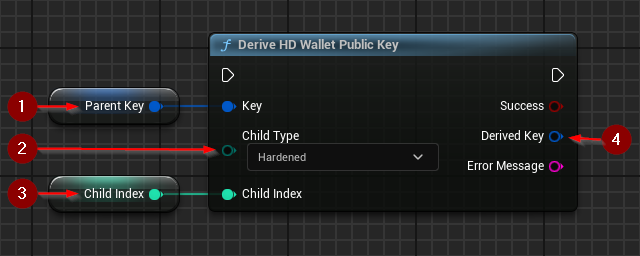 Derive HD Wallet Public Key
1 Parent Key Key Success
Child Type Derived Key 4
2 Hardened Error Message
3 Child Index Child Index